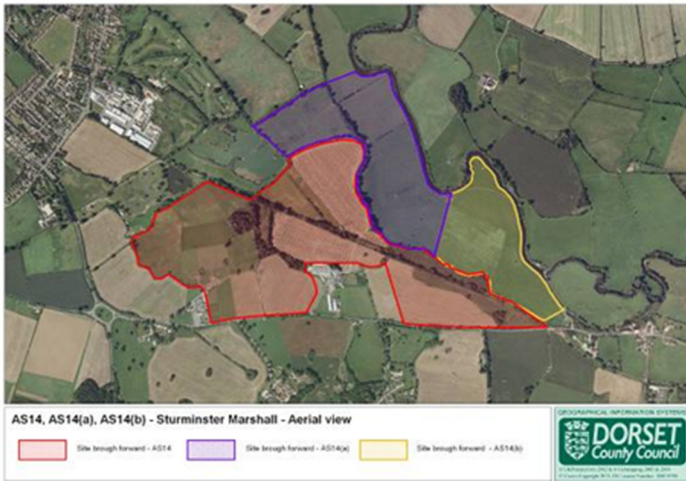 AS14, AS14(a), AS14(b) - Sturminster Marshall - Aerial view
Site brough forward - AS14
Site brough forward - AS14(a)
Site brough forward - AS14(b)
GEOGRAPHICAL INFORMATION SYSTEMS
DORSET
County Council